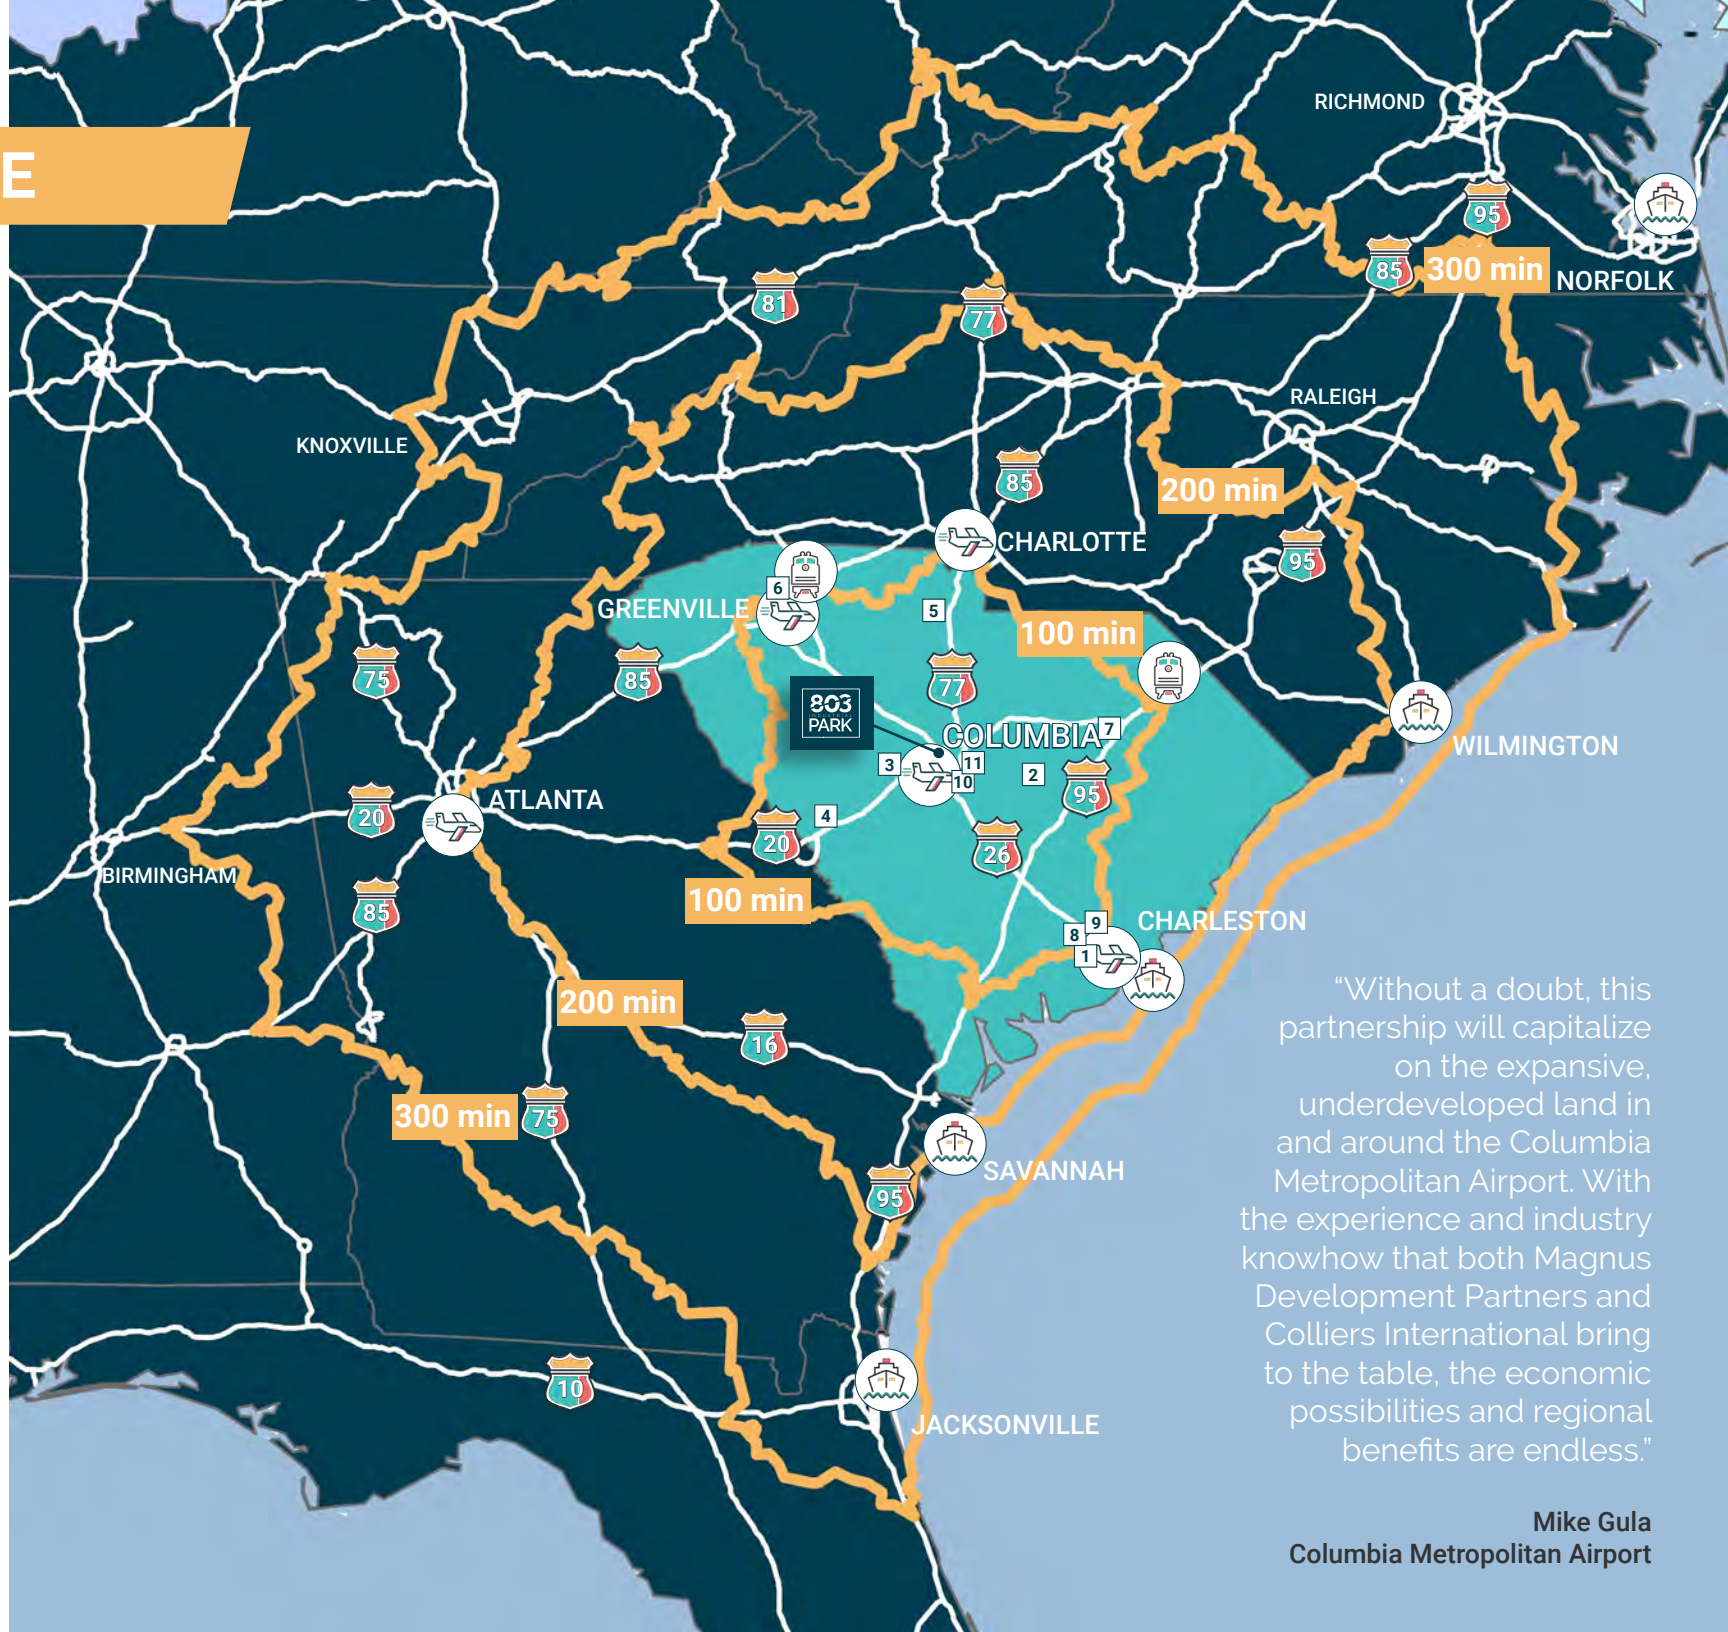 RICHMOND
E
95
85
300 min
NORFOLK
81
77
RALEIGH
KNOXVILLE
85
200 min
CHARLOTTE
95
6
GREENVILLE
5
100 min
75
85
77
803
INDUSTRIAL
PARK
7
COLUMBIA
WILMINGTON
3
11
2
10
95
ATLANTA
20
4
20
26
BIRMINGHAM
85
100 min
9
CHARLESTON
8
1
200 min
16
“Without a doubt, this
partnership will capitalize
on the expansive,
underdeveloped land in
and around the Columbia
Metropolitan Airport. With
the experience and industry
knowhow that both Magnus
Development Partners and
Colliers International bring
to the table, the economic
possibilities and regional
benefits are endless.”
300 min
75
SAVANNAH
95
10
JACKSONVILLE
Mike Gula
Columbia Metropolitan Airport